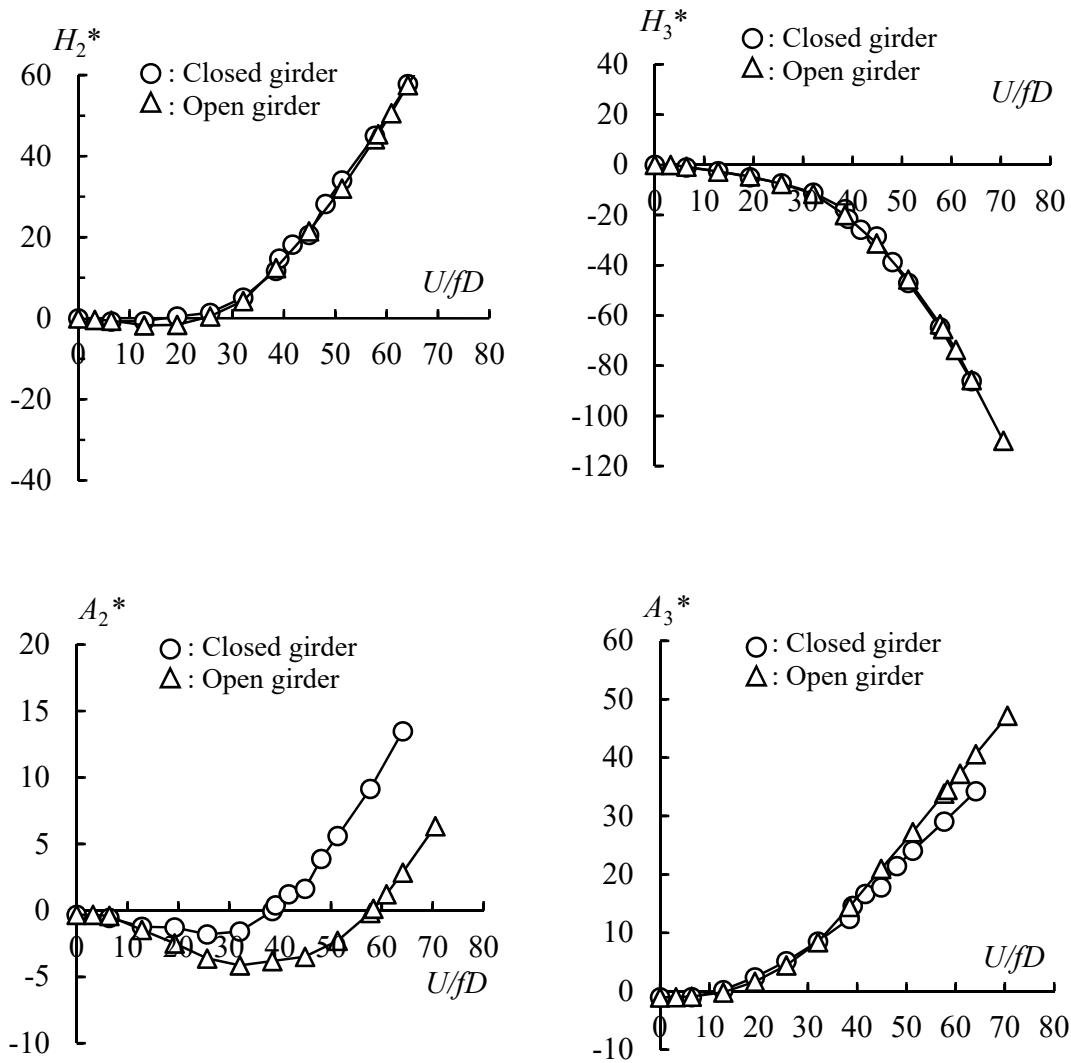 H2*
○ : Closed girder
△ : Open girder
60
40
20
0
-20
-40
0 10 20 30 40 50 60 70 80
U/fD
H3*
○ : Closed girder
△ : Open girder
40
20
0
-20
-40
-60
-80
-100
-120
0 10 20 30 40 50 60 70 80
U/fD
A2*
○ : Closed girder
△ : Open girder
20
15
10
5
0
-5
-10
0 10 20 30 40 50 60 70 80
U/fD
A3*
○ : Closed girder
△ : Open girder
60
50
40
30
20
10
0
-10
0 10 20 30 40 50 60 70 80
U/fD